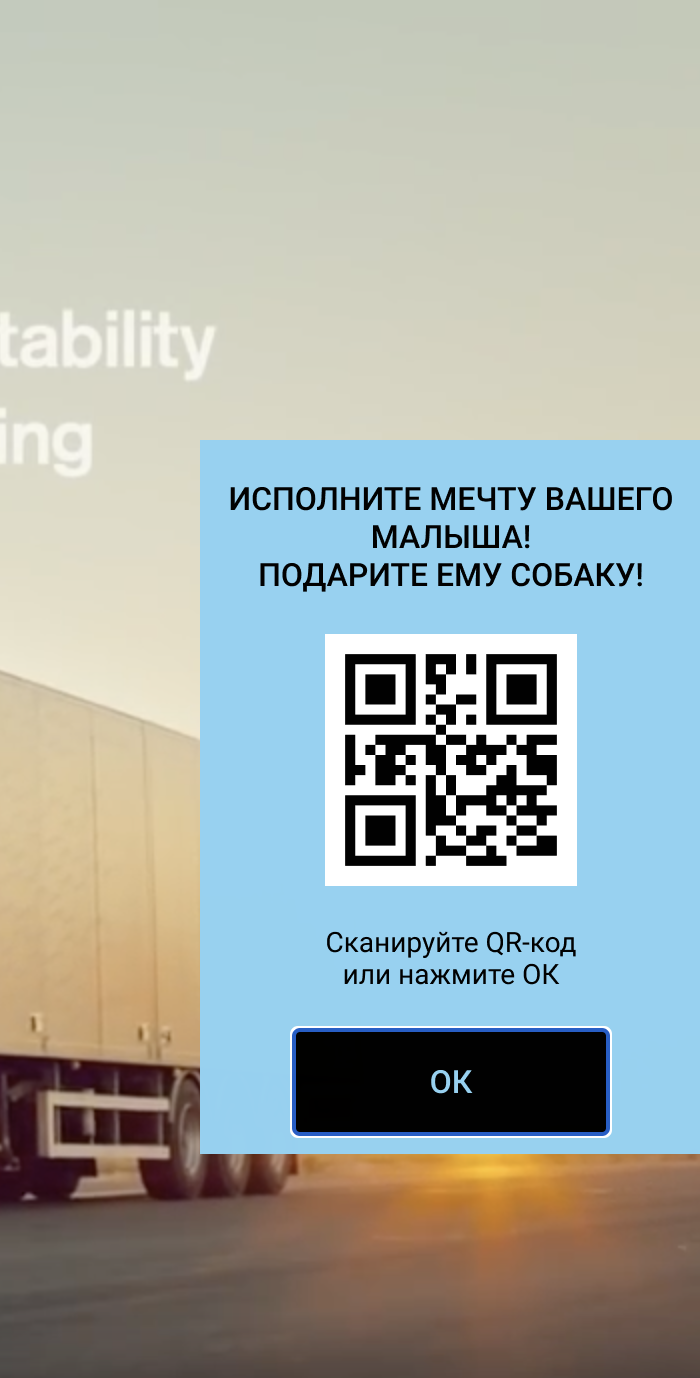 tability
ing
ИСПОЛНИТЕ МЕЧТУ ВАШЕГО
МАЛЫША!
ПОДАРИТЕ ЕМУ СОБАКУ!
Сканируйте QR-код
или нажмите ОК
ОК